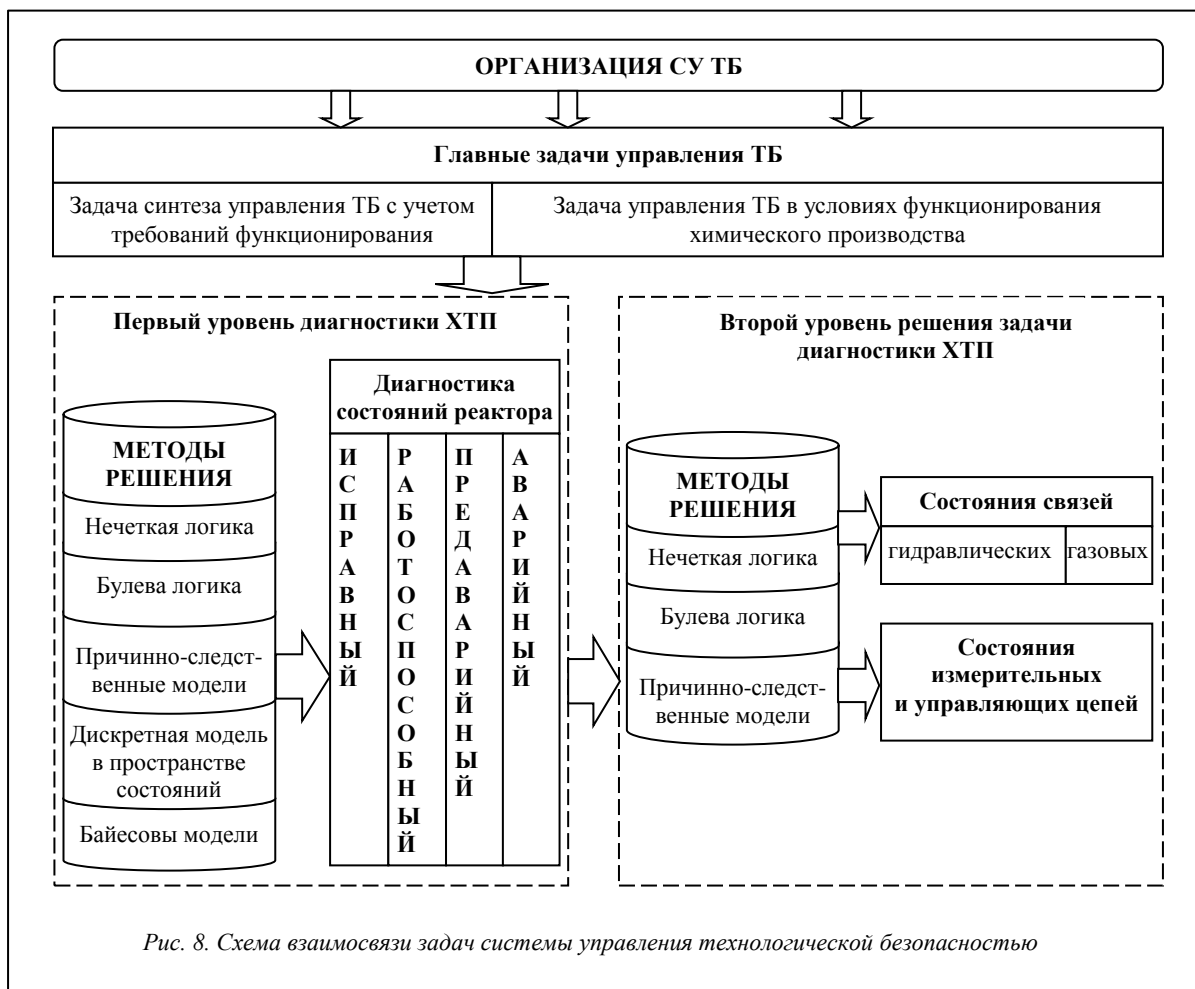 ОРГАНИЗАЦИЯ СУ ТБ
Главные задачи управления ТБ
Задача синтеза управления ТБ с учетом
требований функционирования
Задача управления ТБ в условиях функционирования
химического производства
Первый уровень диагностики ХТП
МЕТОДЫ
РЕШЕНИЯ
Нечеткая логика
Булева логика
Причинно-следст-
венные модели
Дискретная модель
в пространстве
состояний
Байесовы модели
Диагностика
состояний реактора
ИСПРАВНЫЙ
РАБОТОСПОСОБНЫЙ
ПРЕДАВАРИЙНЫЙ
АВАРИЙНЫЙ
Второй уровень решения задачи
диагностики ХТП
МЕТОДЫ
РЕШЕНИЯ
Нечеткая логика
Булева логика
Причинно-следст-
венные модели
Состояния связей
гидравлических
газовых
Состояния
измерительных
и управляющих цепей
Рис. 8. Схема взаимосвязи задач системы управления технологической безопасностью